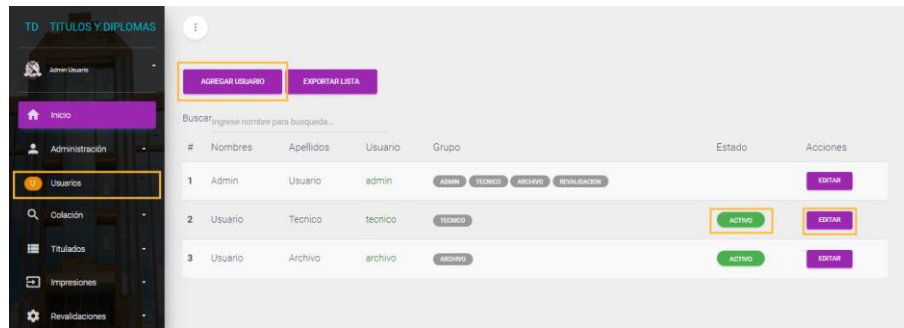 TD TITULOS Y DIPLOMAS
Admin Usuario
Inicio
Administración
U Usuarios
Colación
Titulados
Impresiones
Revalidaciones
AGREGAR USUARIO EXPORTAR LISTA
Buscar Ingrese nombre para busqueda...
# Nombres Apellidos Usuario Grupo Estado Acciones
1 Admin Usuario admin ADMIN TECNICO ARCHIVO REVALIDACION EDITAR
2 Usuario Tecnico tecnico TECNICO ACTIVO EDITAR
3 Usuario Archivo archivo ARCHIVO ACTIVO EDITAR